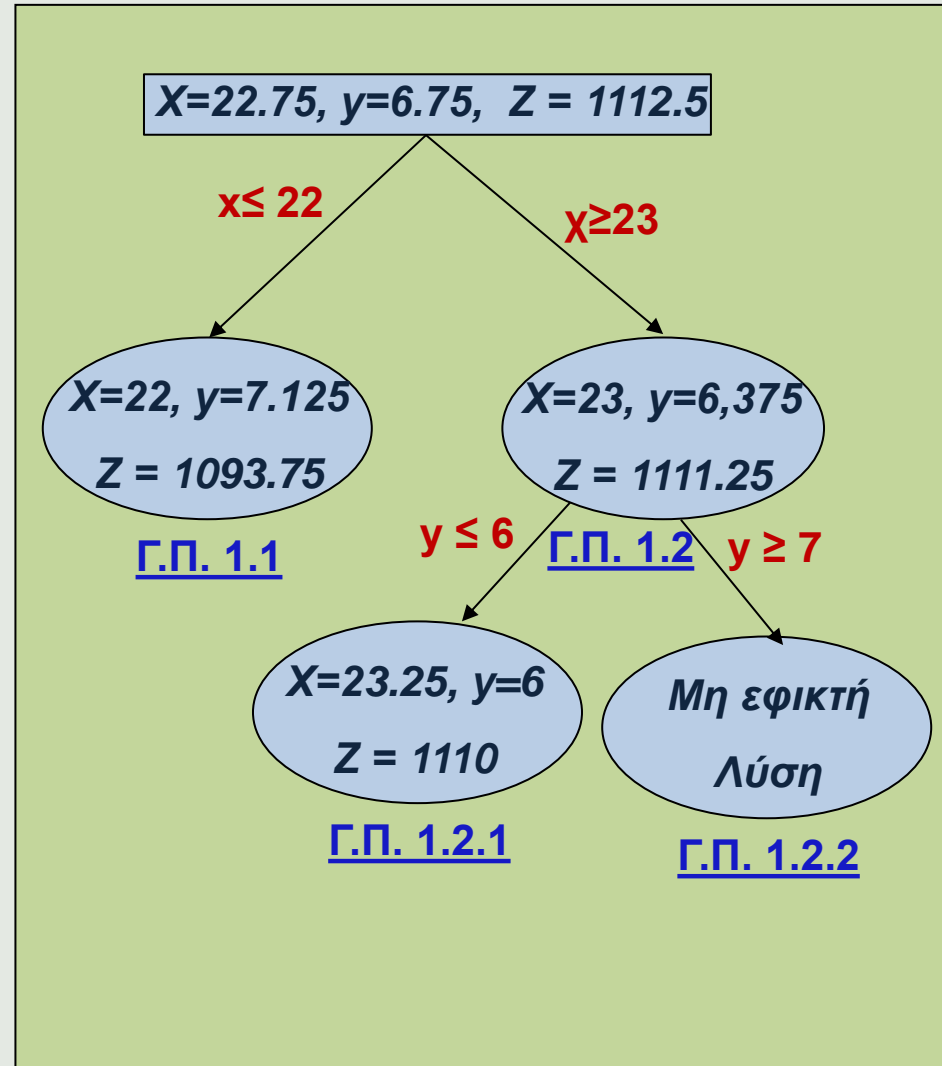 X=22.75, y=6.75, Z = 1112.5
x≤ 22
χ≥23
X=22, y=7.125
Z = 1093.75
Γ.Π. 1.1
X=23, y=6,375
Z = 1111.25
Γ.Π. 1.2
y ≤ 6
y ≥ 7
X=23.25, y=6
Z = 1110
Γ.Π. 1.2.1
Μη εφικτή
Λύση
Γ.Π. 1.2.2